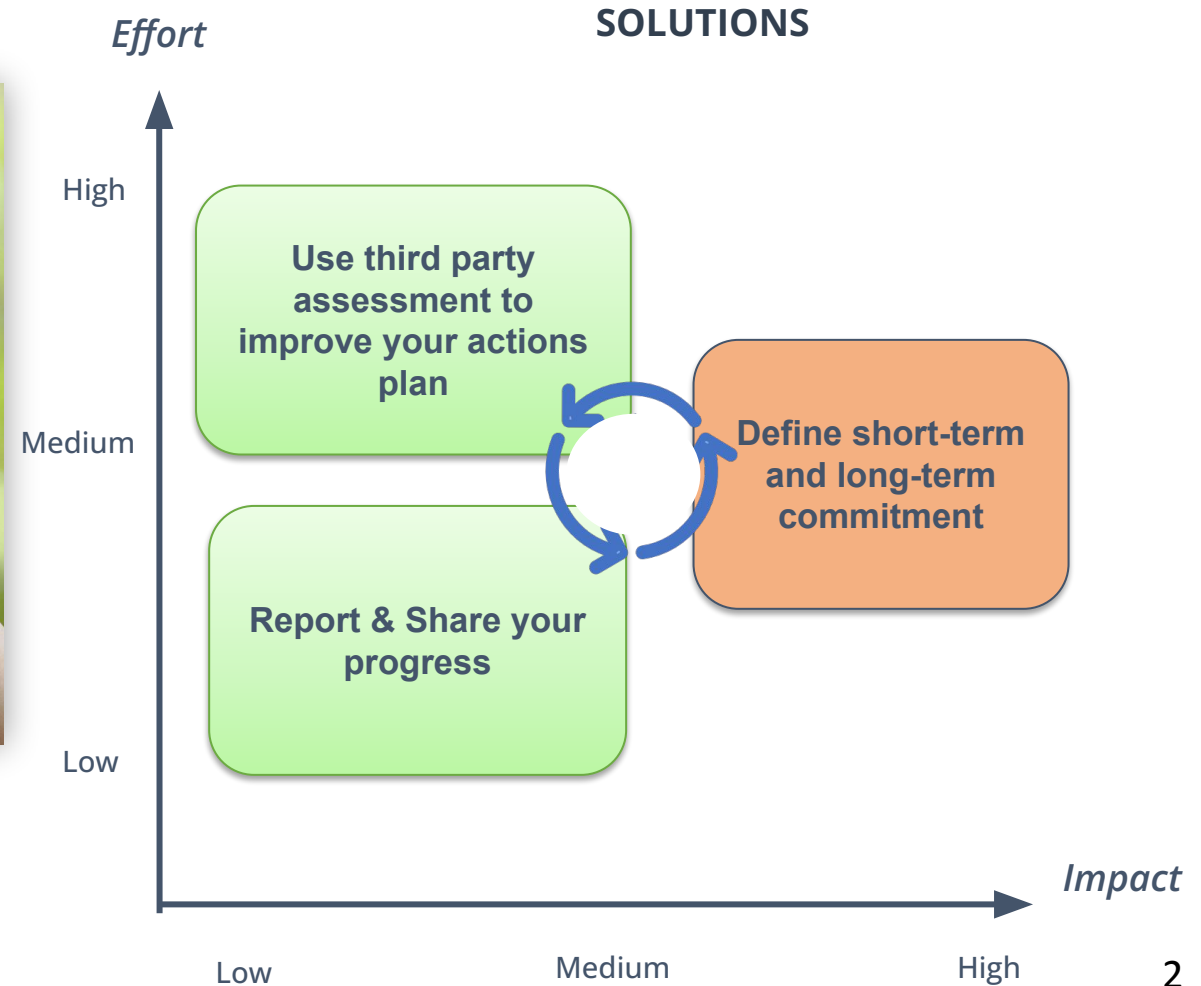 SOLUTIONS
Effort
High
Use third party
assessment to
improve your actions
plan
Medium
Define short-term
and long-term
commitment
Report & Share your
progress
Low
Impact
Low
Medium
High
2